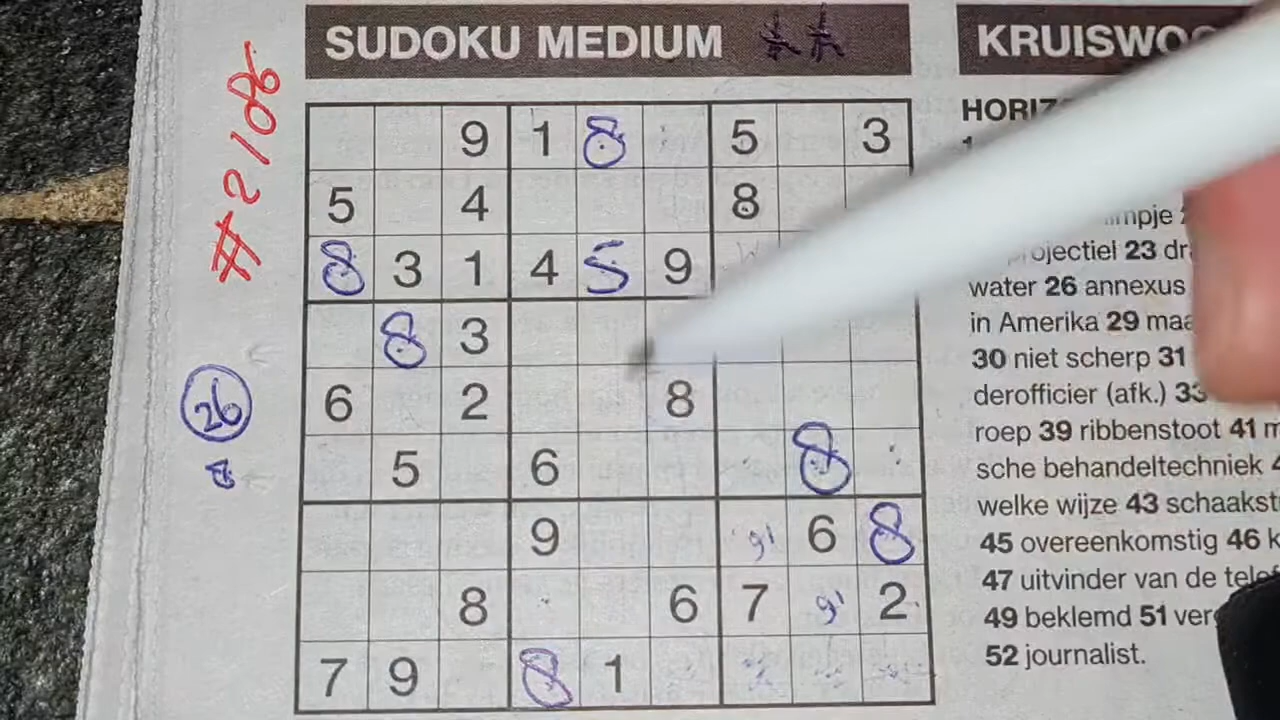 SUDOKU MEDIUM **
KRUISWO
# 2108
26
8
9 1 8 5 3
5 4 8
8 3 1 4 5 9
8 3
6 2 8
5 6 8
9 6 8
8 6 7 2
7 9 8 1
HORIZ
impje
projectiel 23 dr
water 26 annexus
in Amerika 29 maa
30 niet scherp 31
derofficier (afk.) 33
roep 39 ribbenstoot 41 m
sche behandeltechniek 4
welke wijze 43 schaakst
45 overeenkomstig 46 k
47 uitvinder van de telef
49 beklemd 51 ver
52 journalist.